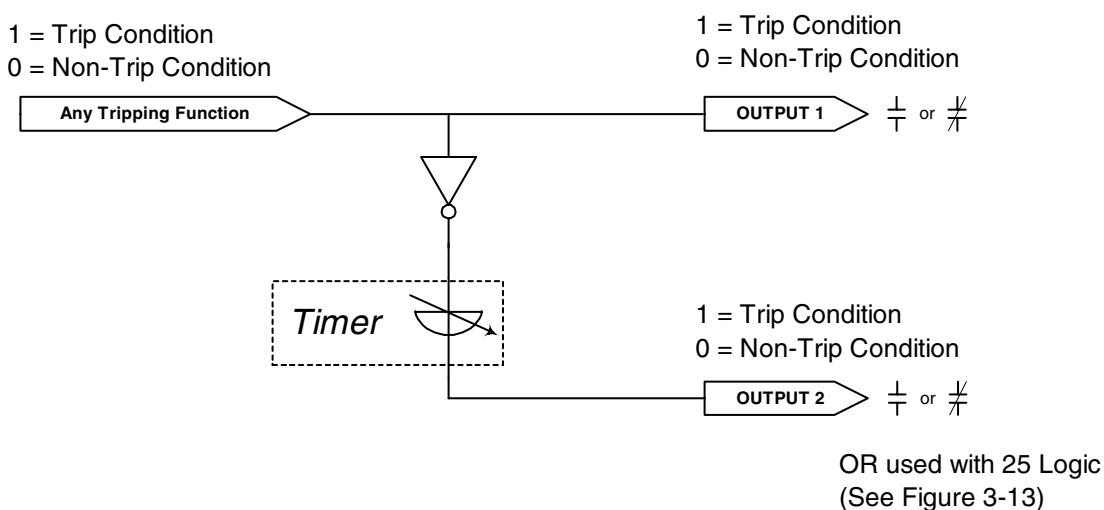 1 = Trip Condition
0 = Non-Trip Condition
Any Tripping Function
1 = Trip Condition
0 = Non-Trip Condition
OUTPUT 1
or
Timer
1 = Trip Condition
0 = Non-Trip Condition
OUTPUT 2
or
OR used with 25 Logic
(See Figure 3-13)